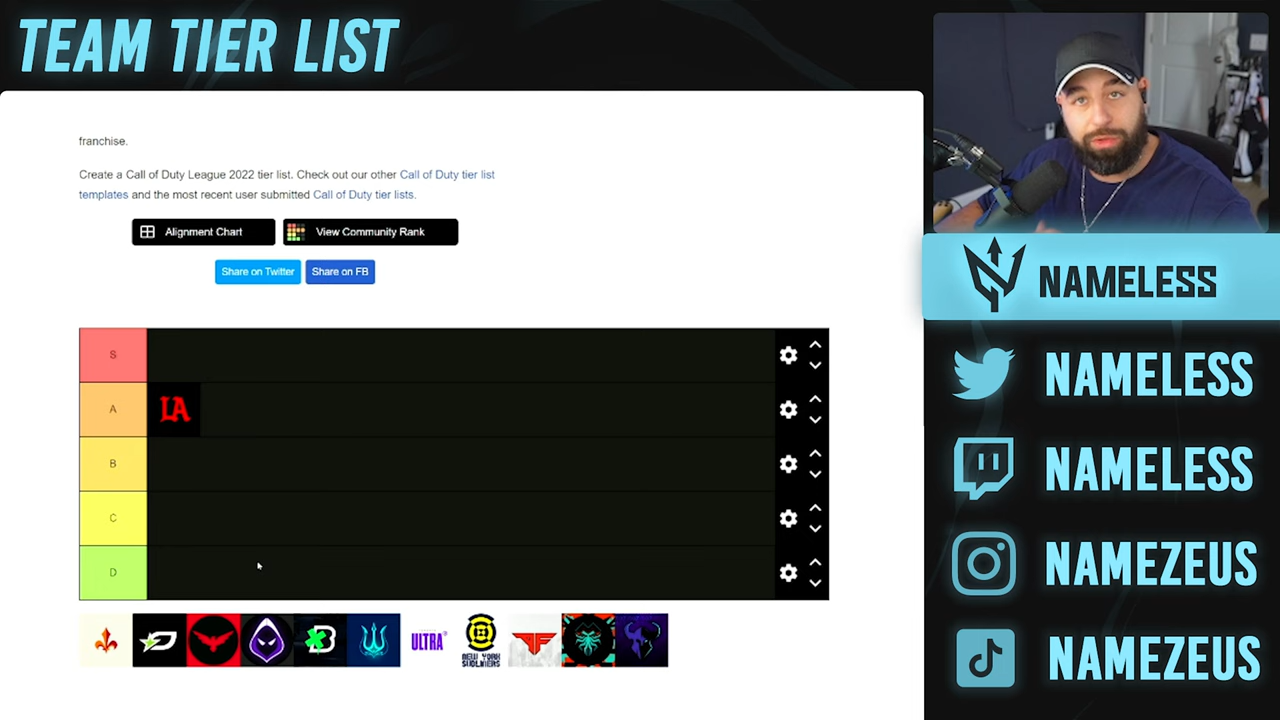 TEAM TIER LIST
franchise.
Create a Call of Duty League 2022 tier list. Check out our other Call of Duty tier list
templates and the most recent user submitted Call of Duty tier lists.
Alignment Chart
View Community Rank
Share on Twitter
Share on FB
S
A
LA
B
C
D
ULTRA
NEW YORK
NAMELESS
NAMELESS
NAMELESS
NAMEZEUS
NAMEZEUS